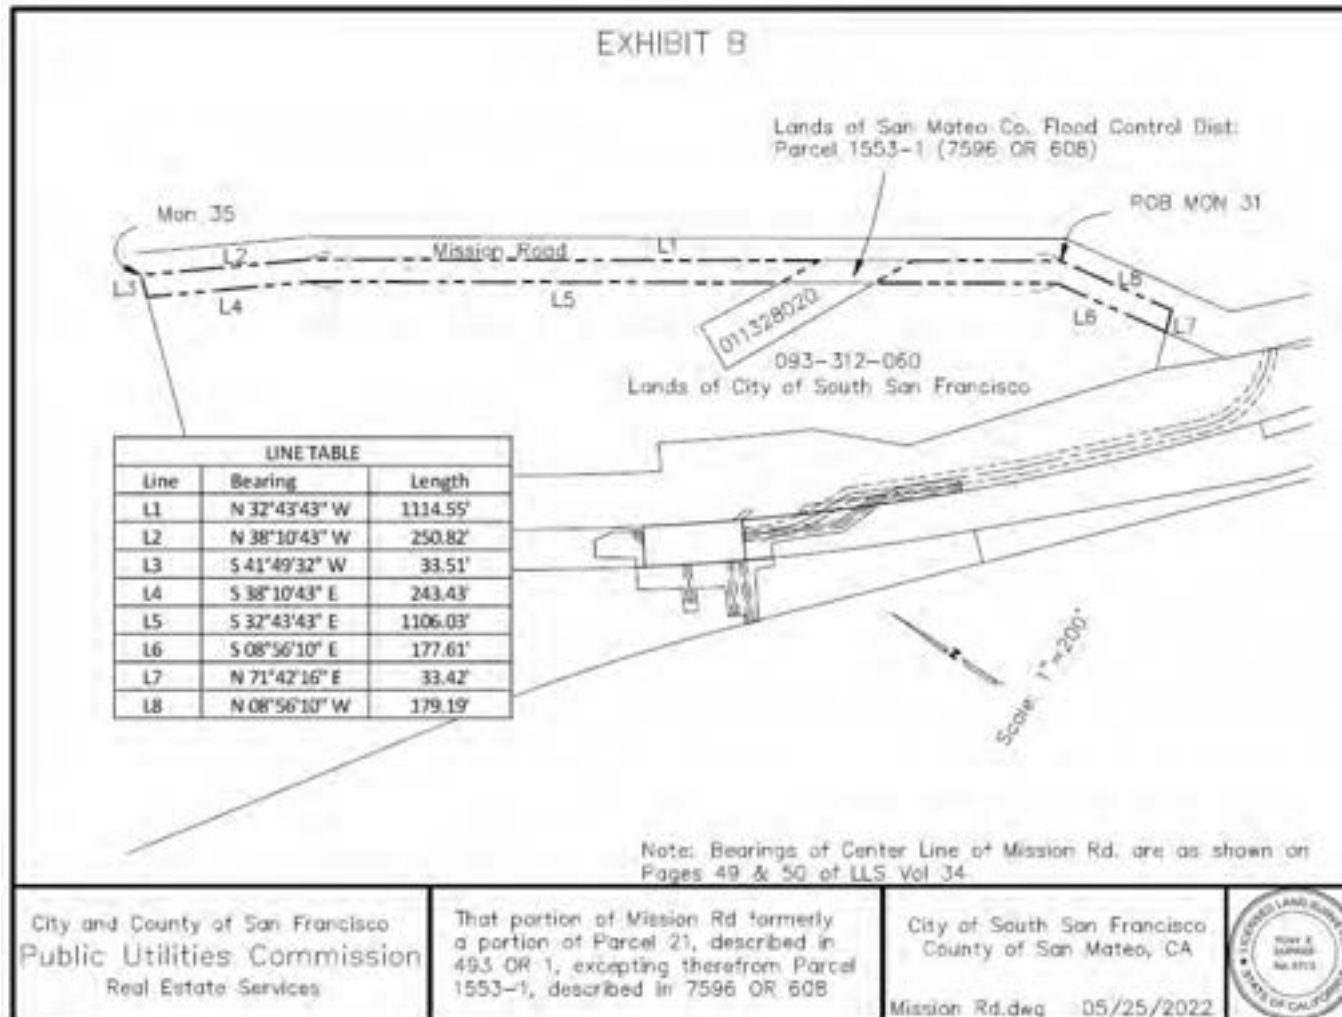 EXHIBIT B
Lands of San Mateo Co. Flood Control Dist:
Parcel 1553-1 (7596 OR 608)
Mon 35
POB MON 31
L2
Mission Road
L1
L8
L3
L4
L5
L6
L7
011328020
093-312-060
Lands of City of South San Francisco
LINE TABLE
Line Bearing Length
L1 N 32°43'43" W 1114.55'
L2 N 38°10'43" W 250.82'
L3 S 41°49'32" W 33.51'
L4 S 38°10'43" E 243.43'
L5 S 32°43'43" E 1106.03'
L6 S 08°56'10" E 177.61'
L7 N 71°42'16" E 33.42'
L8 N 08°56'10" W 179.19'
Scale: 1"=200'
Note: Bearings of Center Line of Mission Rd. are as shown on
Pages 49 & 50 of LLS Vol 34
City and County of San Francisco
Public Utilities Commission
Real Estate Services
That portion of Mission Rd formerly
a portion of Parcel 21, described in
493 OR 1, excepting therefrom Parcel
1553-1, described in 7596 OR 608
City of South San Francisco
County of San Mateo, CA
Mission Rd.dwg 05/25/2022
LICENSED LAND
STATE OF CALIFORNIA